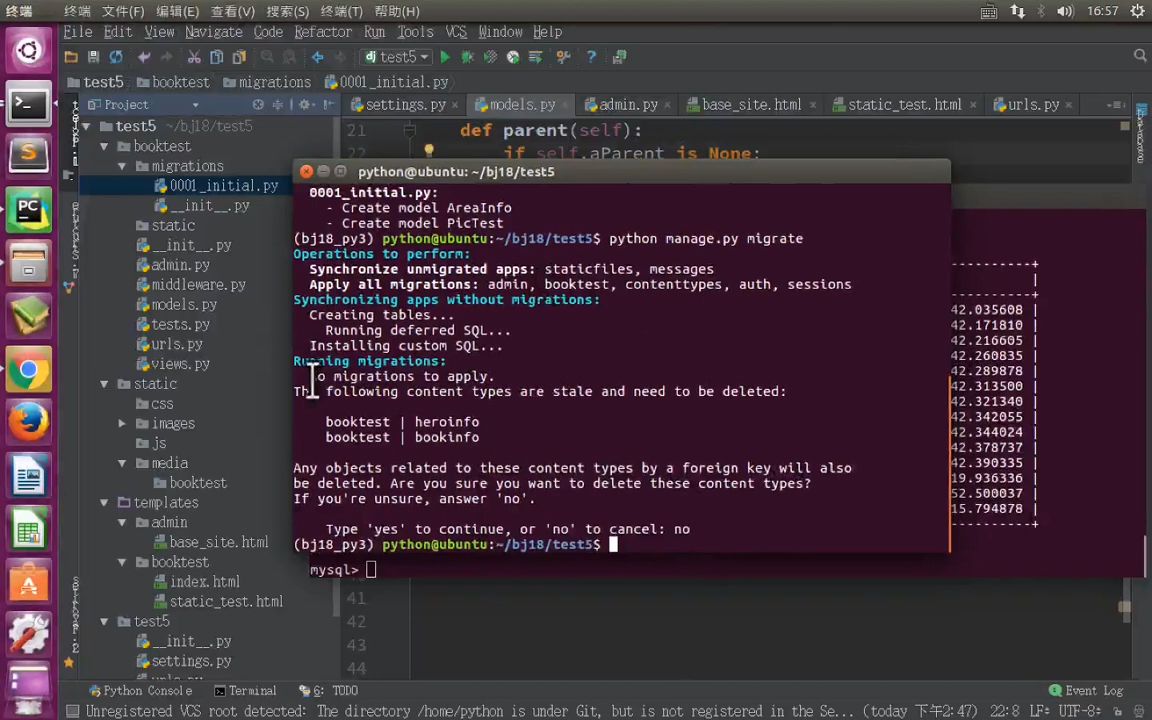 终端 终端 文件(F) 编辑(E) 查看(V) 搜索(S) 终端(T) 帮助(H) 16:57
File Edit View Navigate Code Refactor Run Tools VCS Window Help
test5
test5 booktest migrations 0001_initial.py
Project settings.py models.py admin.py base_site.html static_test.html urls.py
test5 ~/bj18/test5
booktest
migrations
0001_initial.py
__init__.py
static
__init__.py
admin.py
middleware.py
models.py
tests.py
urls.py
views.py
static
css
images
js
media
booktest
templates
admin
base_site.html
booktest
index.html
static_test.html
test5
__init__.py
settings.py
21 def parent(self):
22 if self.aParent is None:
python@ubuntu: ~/bj18/test5
0001_initial.py:
- Create model AreaInfo
- Create model PicTest
(bj18_py3) python@ubuntu:~/bj18/test5$ python manage.py migrate
Operations to perform:
Synchronize unmigrated apps: staticfiles, messages
Apply all migrations: admin, booktest, contenttypes, auth, sessions
Synchronizing apps without migrations:
Creating tables...
Running deferred SQL...
Installing custom SQL...
Running migrations:
No migrations to apply.
The following content types are stale and need to be deleted:
booktest | heroinfo
booktest | bookinfo
Any objects related to these content types by a foreign key will also
be deleted. Are you sure you want to delete these content types?
If you're unsure, answer 'no'.
Type 'yes' to continue, or 'no' to cancel: no
(bj18_py3) python@ubuntu:~/bj18/test5$
----------+
|
----------+
42.035608 |
42.171810 |
42.216605 |
42.260835 |
42.289878 |
42.313500 |
42.321340 |
42.342055 |
42.344024 |
42.378737 |
42.390335 |
19.936336 |
52.500037 |
15.794878 |
----------+
mysql>
41
42
43
44
Python Console Terminal 6: TODO Event Log
Unregistered VCS root detected: The directory /home/python is under Git, but is not registered in the Se... (today 下午2:47) 22:8 LF÷ UTF-8÷